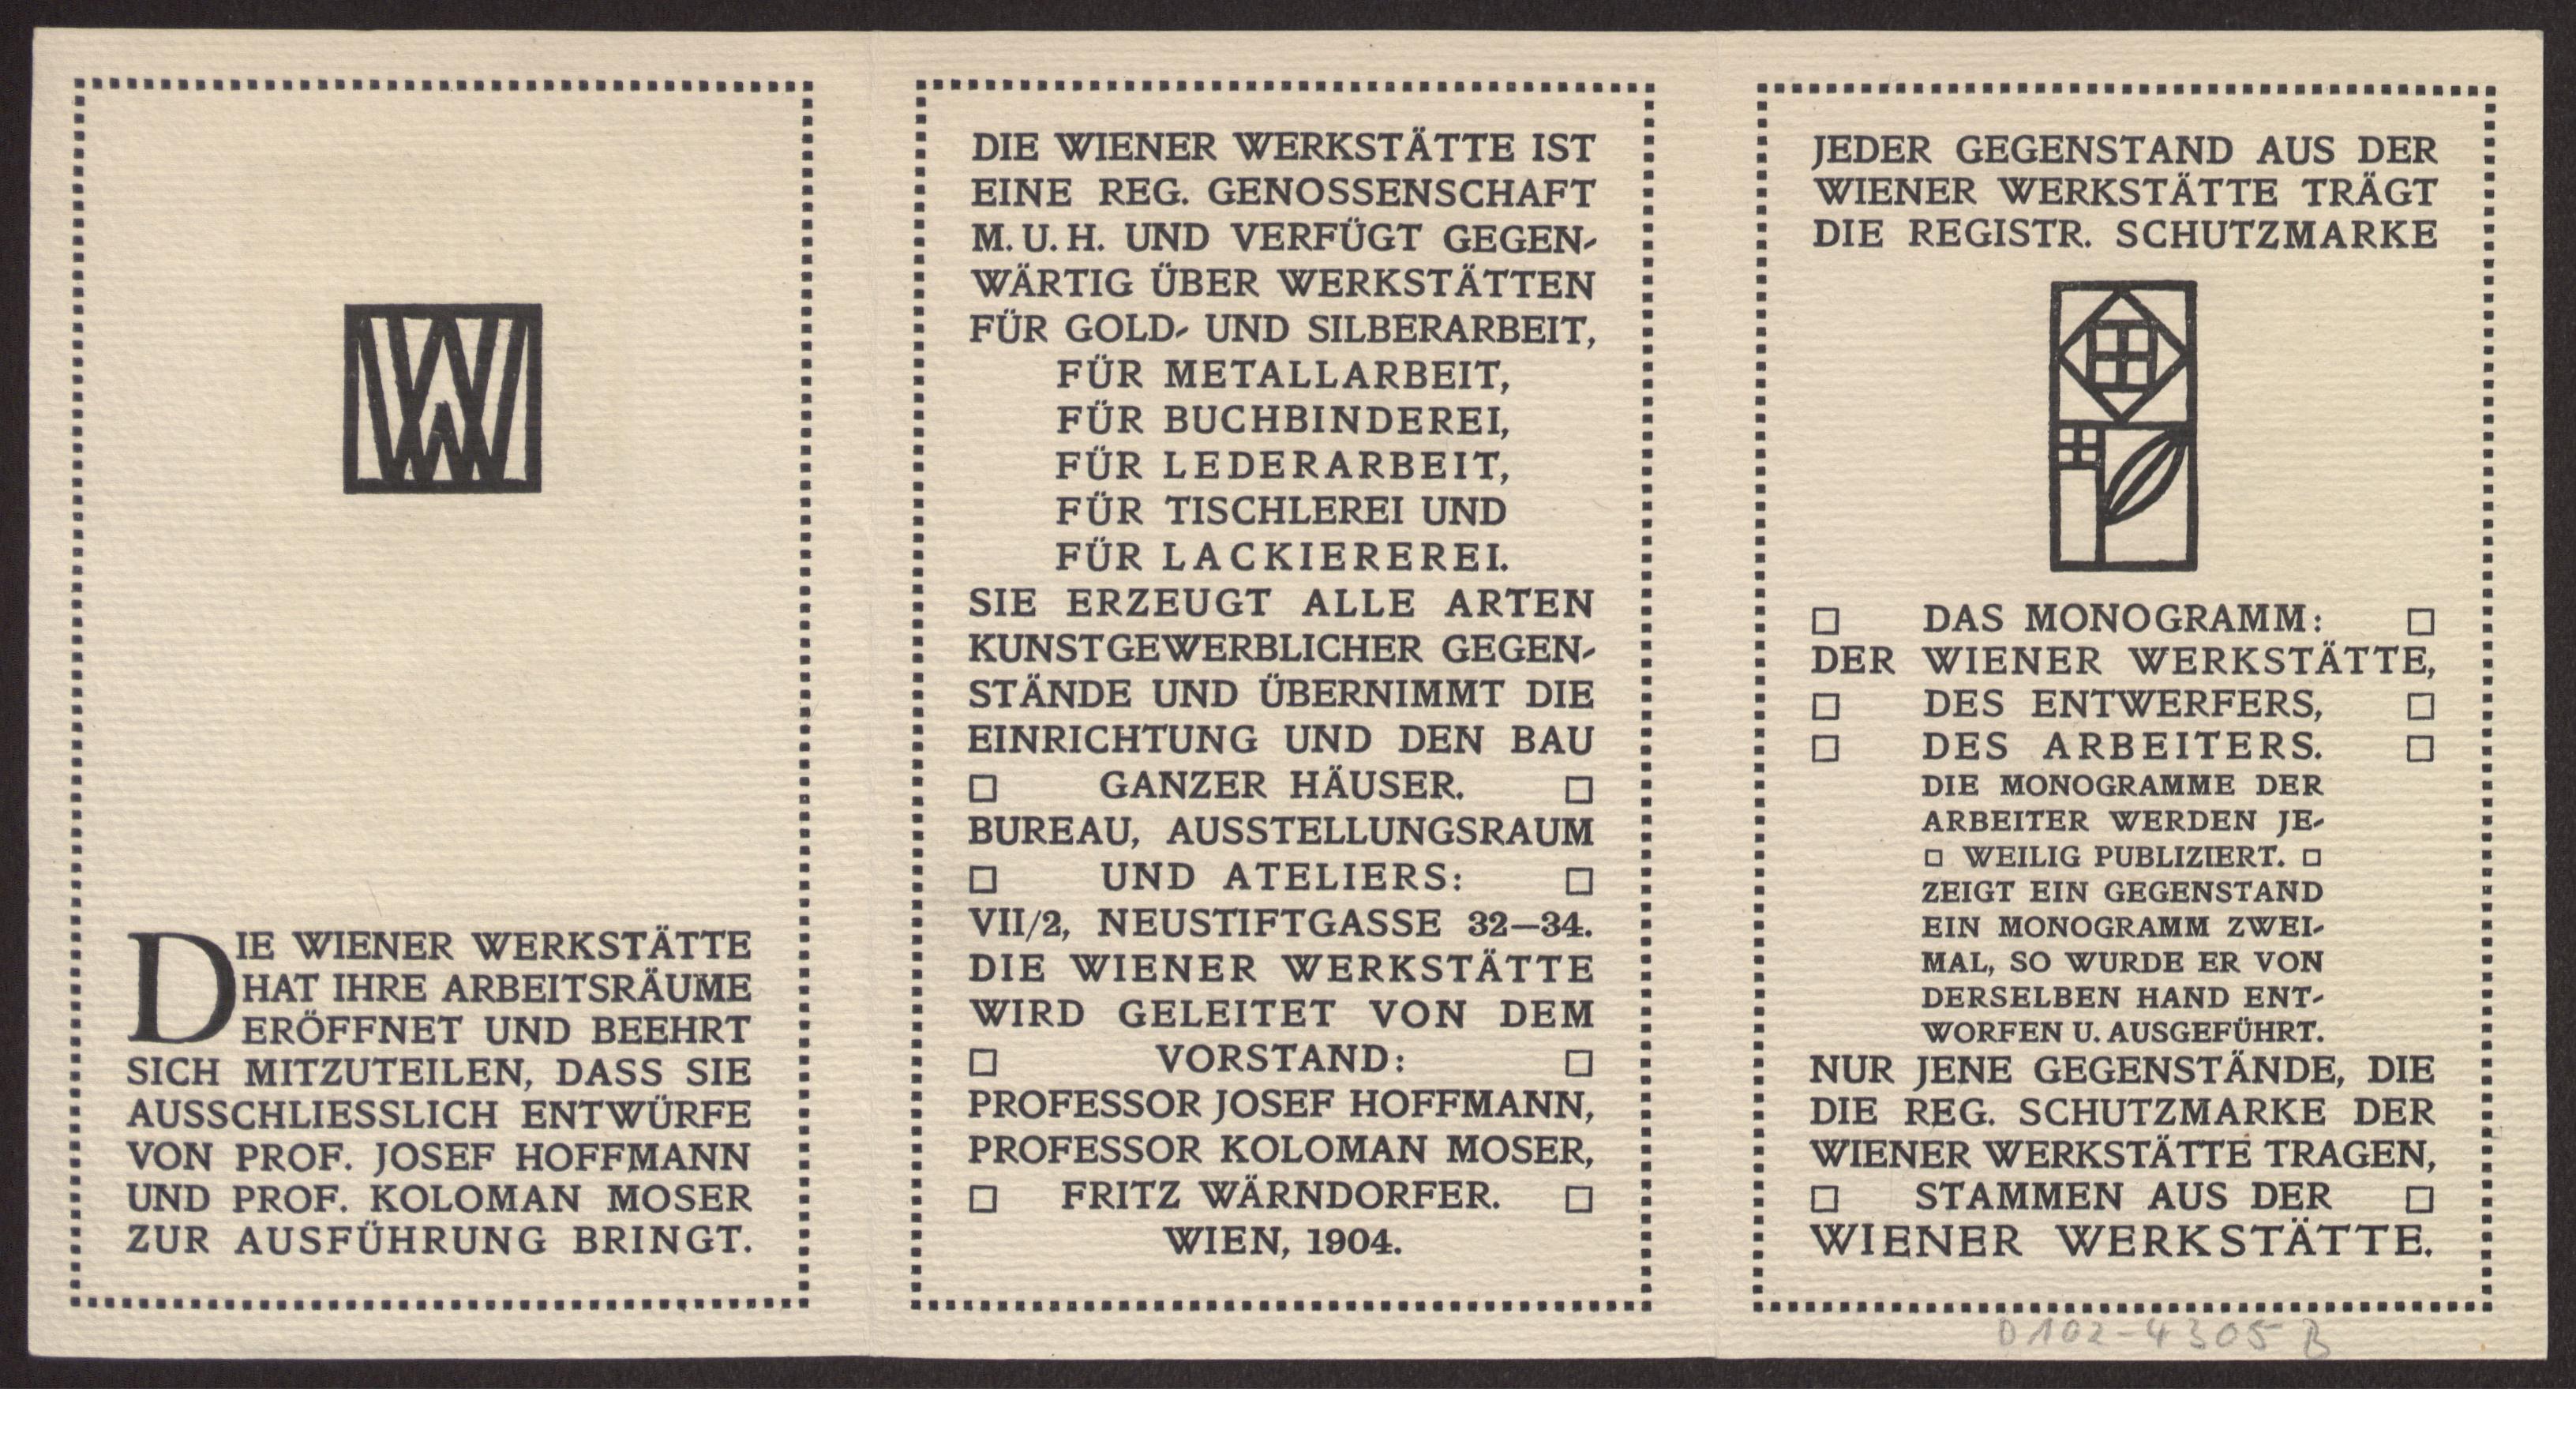 W
DIE WIENER WERKSTÄTTE
HAT IHRE ARBEITSRÄUME
ERÖFFNET UND BEEHRT
SICH MITZUTEILEN, DASS SIE
AUSSCHLIESSLICH ENTWÜRFE
VON PROF. JOSEF HOFFMANN
UND PROF. KOLOMAN MOSER
ZUR AUSFÜHRUNG BRINGT.
DIE WIENER WERKSTÄTTE IST
EINE REG. GENOSSENSCHAFT
M. U. H. UND VERFÜGT GEGEN-
WÄRTIG ÜBER WERKSTÄTTEN
FÜR GOLD- UND SILBERARBEIT,
FÜR METALLARBEIT,
FÜR BUCHBINDEREI,
FÜR LEDERARBEIT,
FÜR TISCHLEREI UND
FÜR LACKIEREREI.
SIE ERZEUGT ALLE ARTEN
KUNSTGEWERBLICHER GEGEN-
STÄNDE UND ÜBERNIMMT DIE
EINRICHTUNG UND DEN BAU
□ GANZER HÄUSER. □
BUREAU, AUSSTELLUNGSRAUM
□ UND ATELIERS: □
VII/2, NEUSTIFTGASSE 32—34.
DIE WIENER WERKSTÄTTE
WIRD GELEITET VON DEM
□ VORSTAND: □
PROFESSOR JOSEF HOFFMANN,
PROFESSOR KOLOMAN MOSER,
□ FRITZ WÄRNDORFER. □
WIEN, 1904.
JEDER GEGENSTAND AUS DER
WIENER WERKSTÄTTE TRÄGT
DIE REGISTR. SCHUTZMARKE
□ DAS MONOGRAMM: □
DER WIENER WERKSTÄTTE,
□ DES ENTWERFERS, □
□ DES ARBEITERS. □
DIE MONOGRAMME DER
ARBEITER WERDEN JE-
□ WEILIG PUBLIZIERT. □
ZEIGT EIN GEGENSTAND
EIN MONOGRAMM ZWEI-
MAL, SO WURDE ER VON
DERSELBEN HAND ENT-
WORFEN U. AUSGEFÜHRT.
NUR JENE GEGENSTÄNDE, DIE
DIE REG. SCHUTZMARKE DER
WIENER WERKSTÄTTE TRAGEN,
□ STAMMEN AUS DER □
WIENER WERKSTÄTTE.
D 102-4305 B